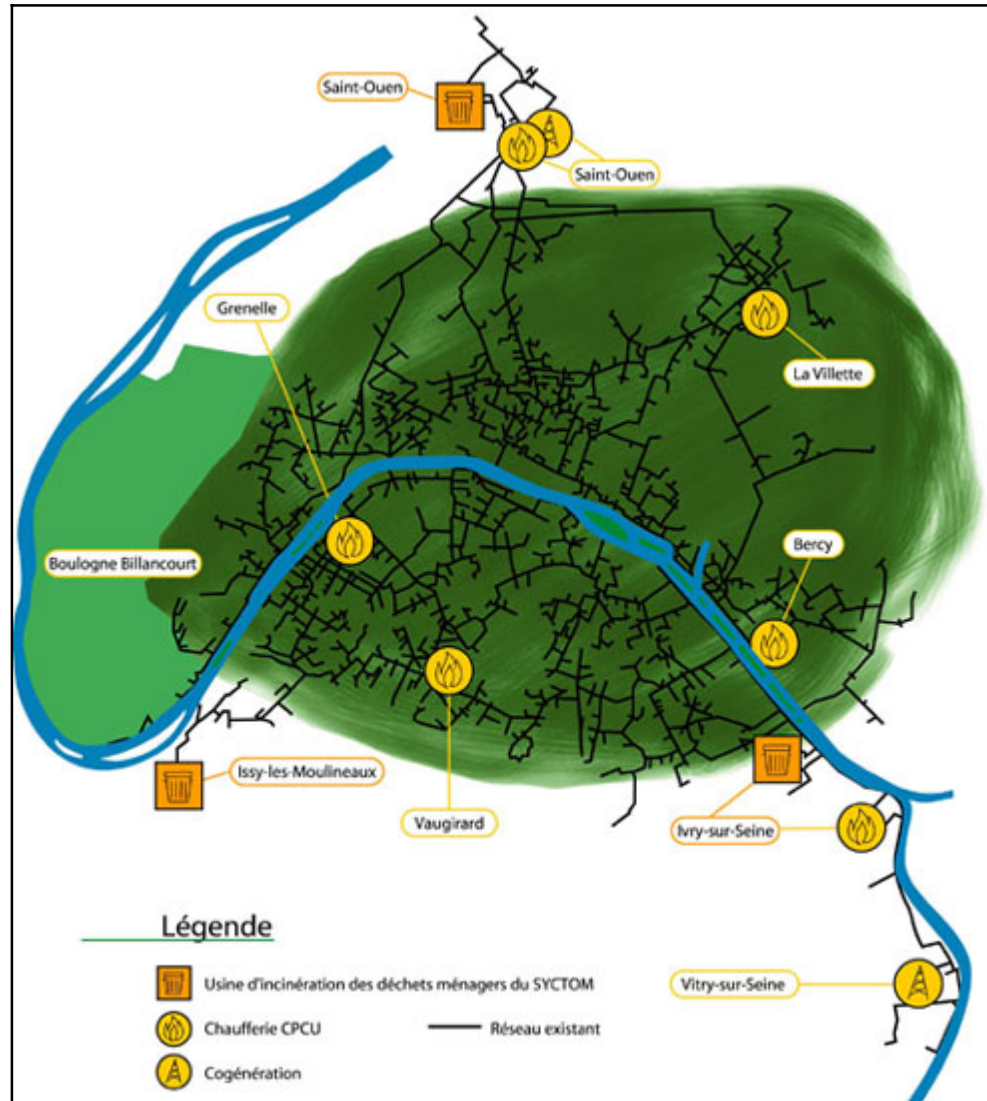 Saint-Ouen
Saint-Ouen
Grenelle
La Villette
Boulogne Billancourt
Bercy
Issy-les-Moulineaux
Vaugirard
Ivry-sur-Seine
Légende
Usine d'incinération des déchets ménagers du SYCTOM
Vitry-sur-Seine
Chaufferie CPCU
Réseau existant
Cogénération